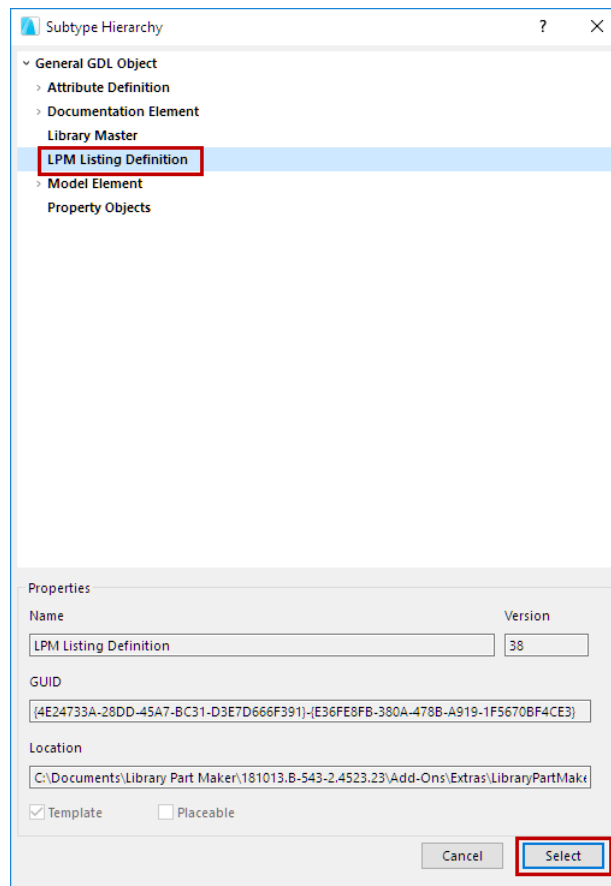 Subtype Hierarchy ?
General GDL Object
Attribute Definition
Documentation Element
Library Master
LPM Listing Definition
Model Element
Property Objects
Properties
Name Version
LPM Listing Definition 38
GUID
{4E24733A-28DD-45A7-BC31-D3E7D666F391}-{E36FE8FB-380A-478B-A919-1F5670BF4CE3}
Location
C:\Documents\Library Part Maker\181013.B-543-2.4523.23\Add-Ons\Extras\LibraryPartMake
Template Placeable
Cancel Select